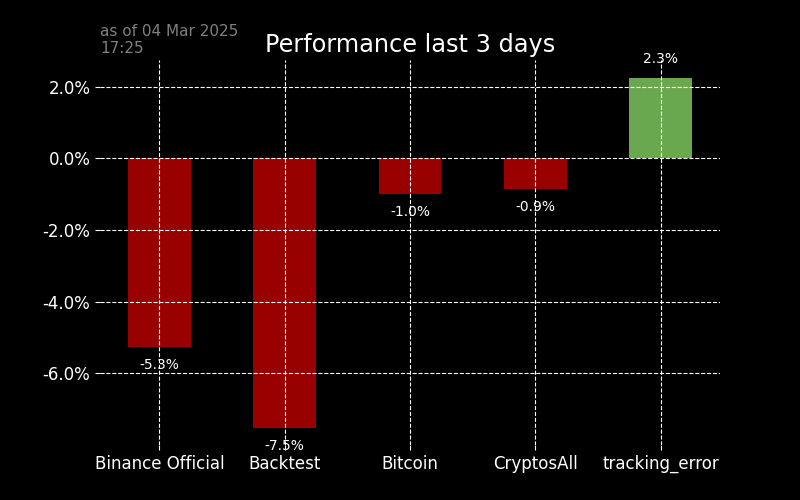 as of 04 Mar 2025
17:25
Performance last 3 days
2.3%
2.0%
0.0%
-2.0%
-4.0%
-6.0%
-5.3%
-7.5%
-1.0%
-0.9%
Binance Official
Backtest
Bitcoin
CryptosAll
tracking_error